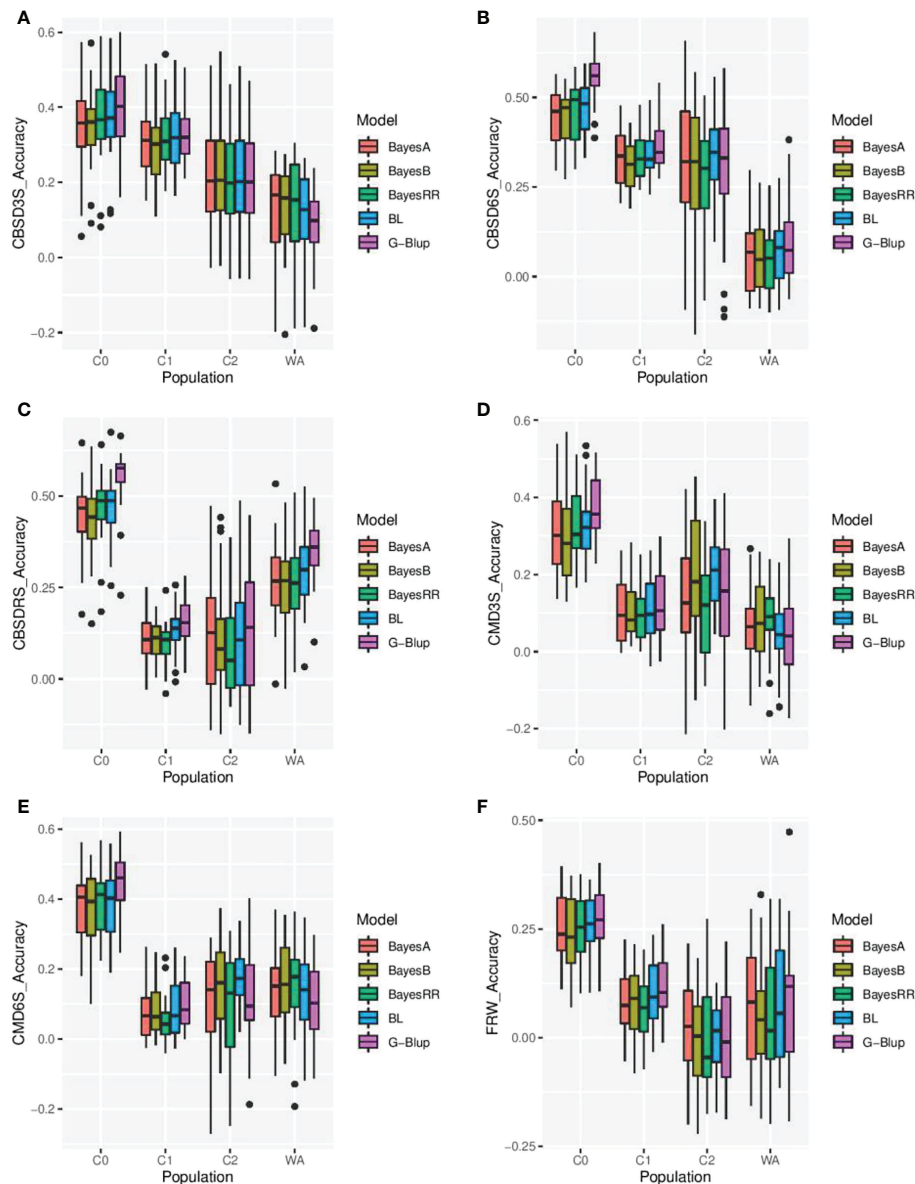 A
CBSD3S_Accuracy
0.6
0.4
0.2
0.0
−0.2
C0 C1 C2 WA
Population
Model
BayesA
BayesB
BayesRR
BL
G−Blup
B
CBSD6S_Accuracy
0.50
0.25
0.00
C0 C1 C2 WA
Population
Model
BayesA
BayesB
BayesRR
BL
G−Blup
C
CBSDRS_Accuracy
0.50
0.25
0.00
C0 C1 C2 WA
Population
Model
BayesA
BayesB
BayesRR
BL
G−Blup
D
CMD3S_Accuracy
0.6
0.4
0.2
−0.2
C0 C1 C2 WA
Population
Model
BayesA
BayesB
BayesRR
BL
G−Blup
E
CMD6S_Accuracy
0.6
0.4
0.2
−0.2
C0 C1 C2 WA
Population
Model
BayesA
BayesB
BayesRR
BL
G−Blup
F
FRW_Accuracy
0.50
0.25
0.00
−0.25
C0 C1 C2 WA
Population
Model
BayesA
BayesB
BayesRR
BL
G−Blup